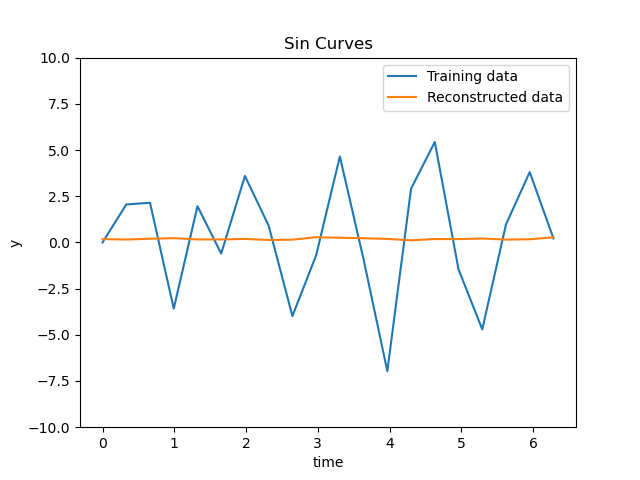 Sin Curves
Training data
Reconstructed data
y
10.0
7.5
5.0
2.5
0.0
−2.5
−5.0
−7.5
−10.0
0 1 2 3 4 5 6
time